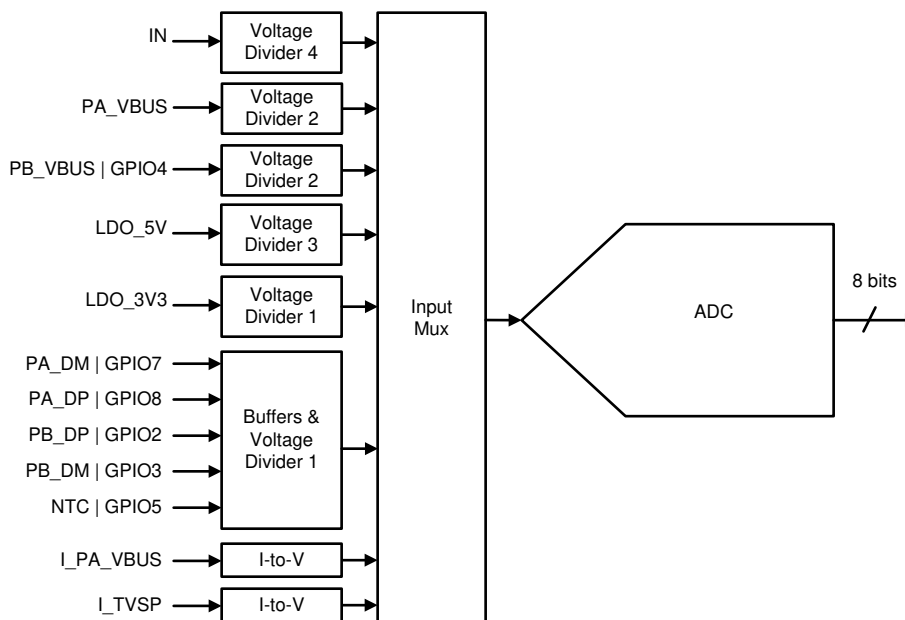 IN
Voltage
Divider 4
PA_VBUS
Voltage
Divider 2
PB_VBUS | GPIO4
Voltage
Divider 2
LDO_5V
Voltage
Divider 3
LDO_3V3
Voltage
Divider 1
PA_DM | GPIO7
PA_DP | GPIO8
PB_DP | GPIO2
PB_DM | GPIO3
NTC | GPIO5
Buffers &
Voltage
Divider 1
I_PA_VBUS
I-to-V
I_TVSP
I-to-V
Input
Mux
ADC
8 bits